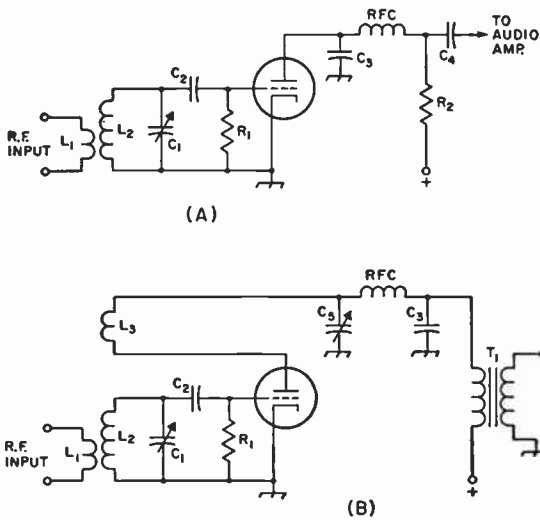 RFC
TO
AUDIO
AMP.
C3
C4
C2
R2
R.F.
INPUT
L1
L2
C1
R1
+
(A)
RFC
L3
C5
C3
T1
C2
R.F.
INPUT
L1
L2
C1
R1
+
(B)